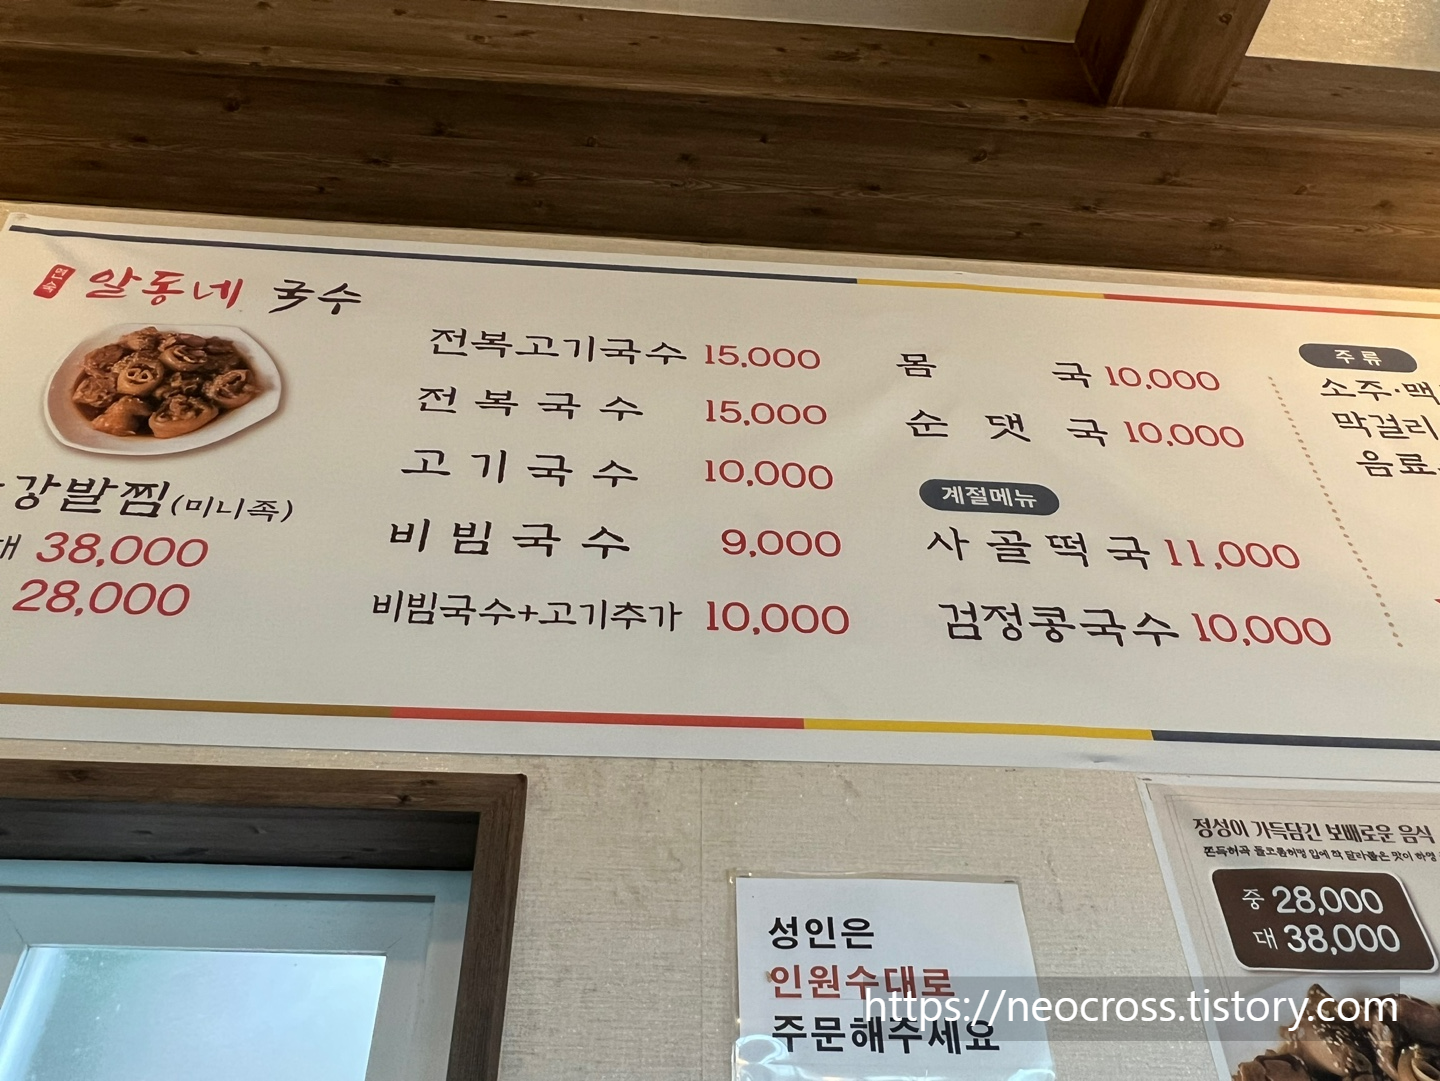 연숙
알동네 국수
강발찜(미니족)
대 38,000
28,000
전복고기국수 15,000
전복국수 15,000
고기국수 10,000
비빔국수 9,000
비빔국수+고기추가 10,000
몸국 10,000
순댓국 10,000
계절메뉴
사골떡국 11,000
검정콩국수 10,000
주류
소주·맥
막걸리
음료
정성이 가득담긴 보배로운 음식
중 28,000
대 38,000
성인은
인원수대로
주문해주세요
https://neocross.tistory.com